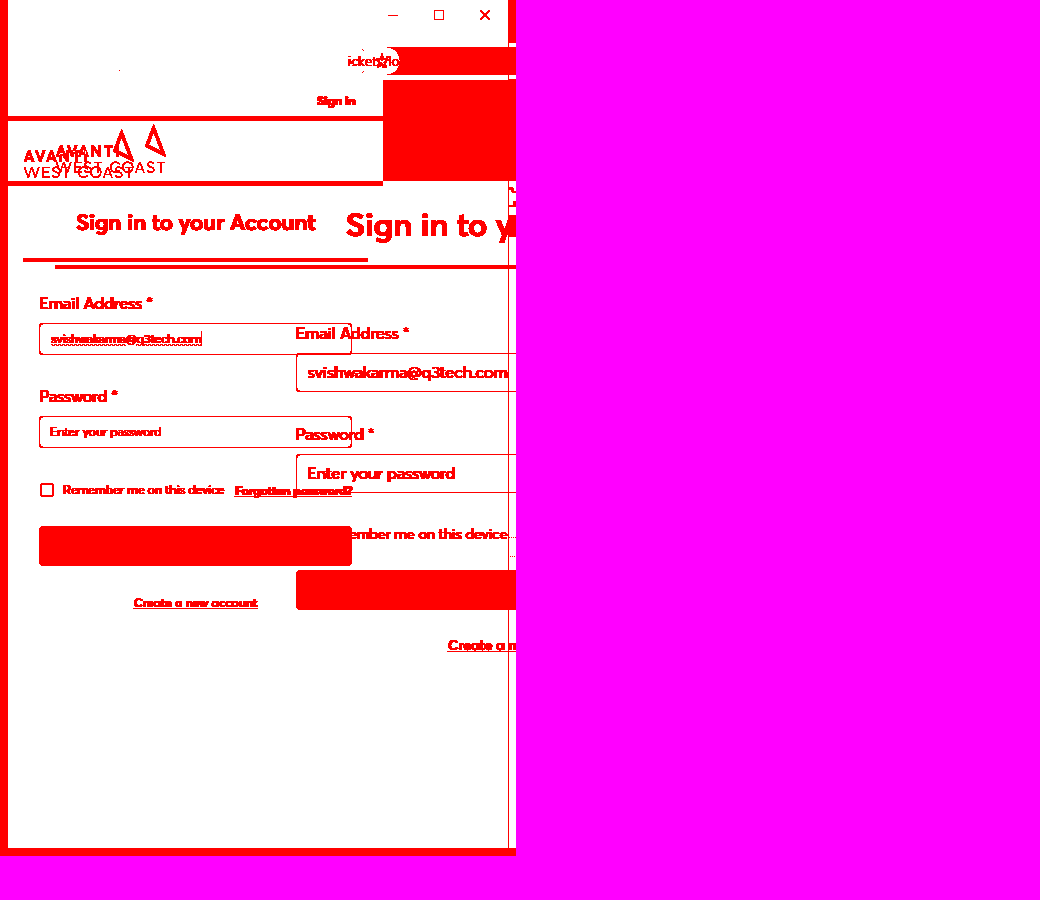 Sign in
AVANTI
WEST COAST
AVANTI
WEST COAST
Sign in to your Account
Sign in to y
Email Address *
svishwakarma@q3tech.com
Email Address *
svishwakarma@q3tech.com
Password *
Enter your password
Password *
Enter your password
Remember me on this device
Forgotten password?
ember me on this device
Create a new account
Create a